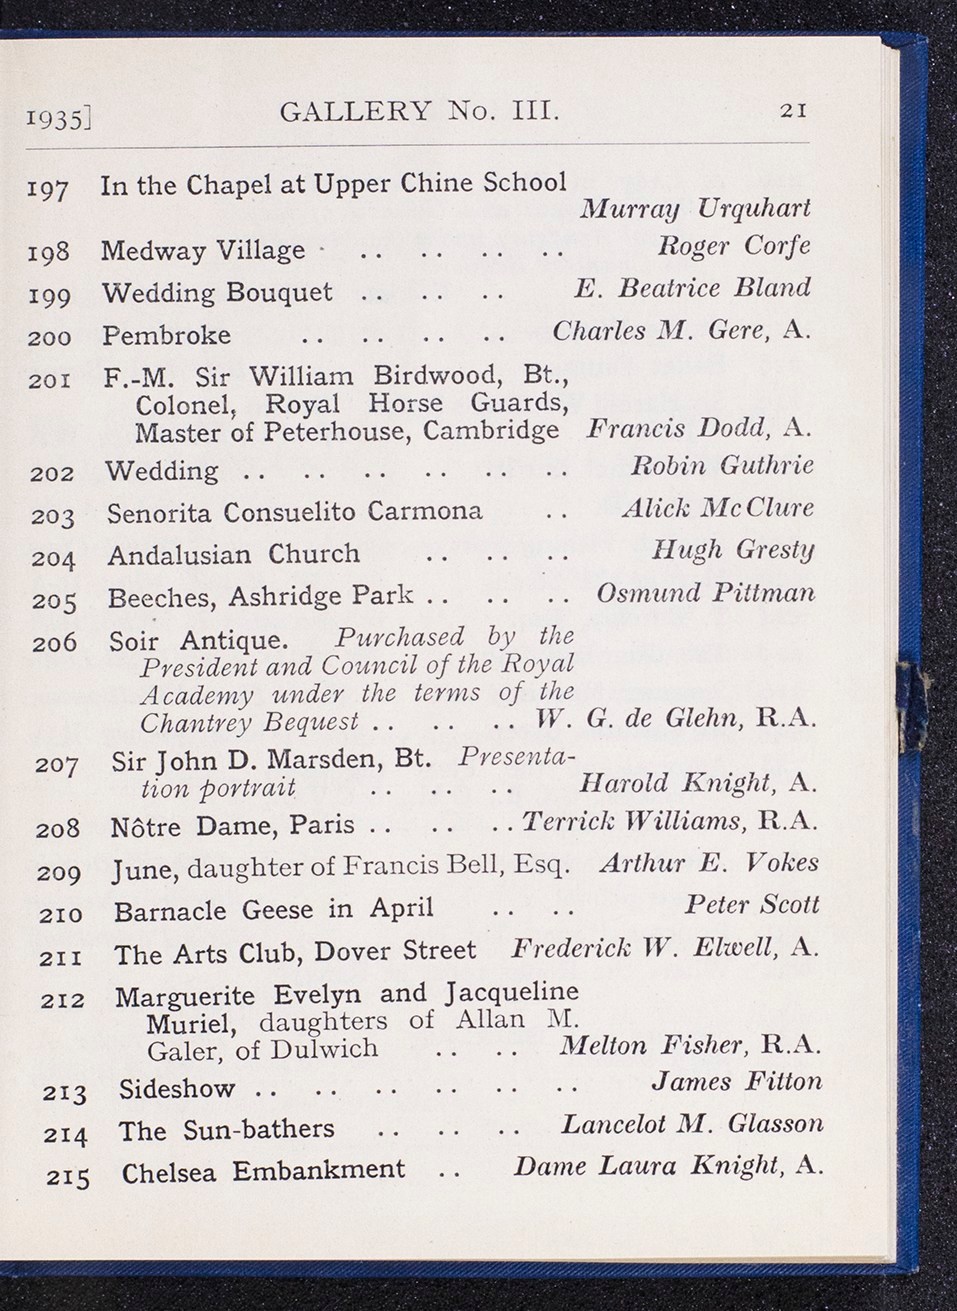 1935] GALLERY No. III. 21
197 In the Chapel at Upper Chine School
Murray Urquhart
198 Medway Village .. .. .. .. Roger Corfe
199 Wedding Bouquet .. .. .. E. Beatrice Bland
200 Pembroke .. .. .. .. Charles M. Gere, A.
201 F.-M. Sir William Birdwood, Bt.,
Colonel, Royal Horse Guards,
Master of Peterhouse, Cambridge Francis Dodd, A.
202 Wedding .. .. .. .. .. .. Robin Guthrie
203 Senorita Consuelito Carmona .. Alick McClure
204 Andalusian Church .. .. .. Hugh Gresty
205 Beeches, Ashridge Park .. .. .. Osmund Pittman
206 Soir Antique. Purchased by the
President and Council of the Royal
Academy under the terms of the
Chantrey Bequest .. .. .. W. G. de Glehn, R.A.
207 Sir John D. Marsden, Bt. Presenta-
tion portrait .. .. .. Harold Knight, A.
208 Nôtre Dame, Paris .. .. .. Terrick Williams, R.A.
209 June, daughter of Francis Bell, Esq. Arthur E. Vokes
210 Barnacle Geese in April .. .. Peter Scott
211 The Arts Club, Dover Street Frederick W. Elwell, A.
212 Marguerite Evelyn and Jacqueline
Muriel, daughters of Allan M.
Galer, of Dulwich .. .. Melton Fisher, R.A.
213 Sideshow .. .. .. .. .. .. James Fitton
214 The Sun-bathers .. .. .. Lancelot M. Glasson
215 Chelsea Embankment .. Dame Laura Knight, A.